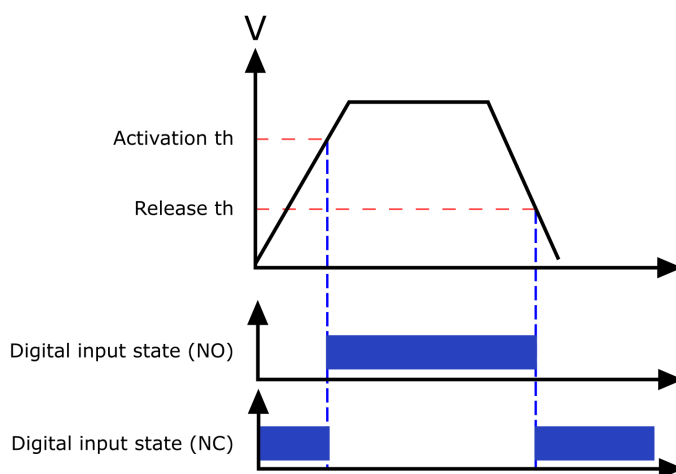 V
Activation th
Release th
Digital input state (NO)
Digital input state (NC)